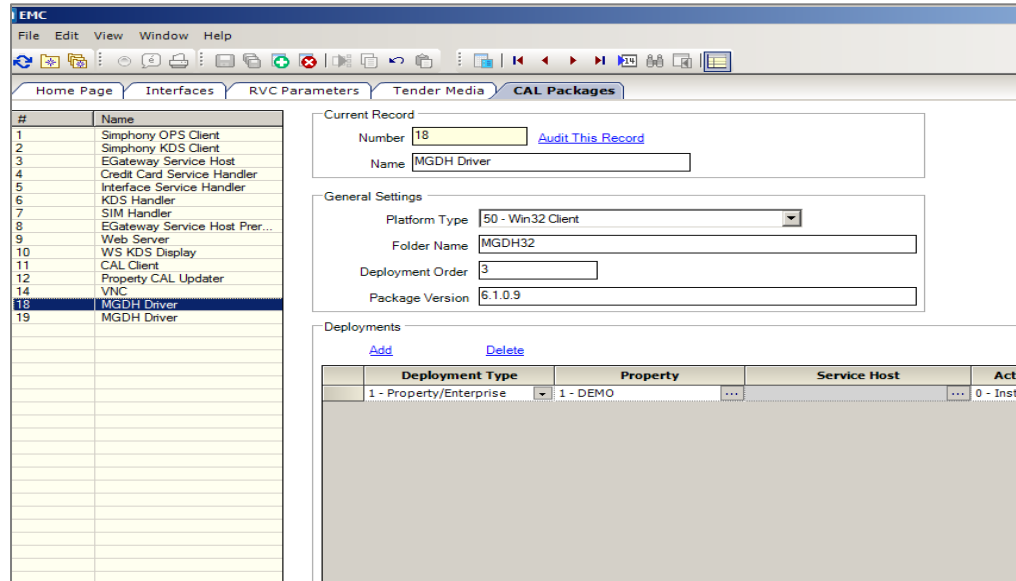 EMC
File Edit View Window Help
Home Page Interfaces RVC Parameters Tender Media CAL Packages
# Name
1 Simphony OPS Client
2 Simphony KDS Client
3 EGateway Service Host
4 Credit Card Service Handler
5 Interface Service Handler
6 KDS Handler
7 SIM Handler
8 EGateway Service Host Prer...
9 Web Server
10 WS KDS Display
11 CAL Client
12 Property CAL Updater
14 VNC
18 MGDH Driver
19 MGDH Driver
Current Record
Number 18 Audit This Record
Name MGDH Driver
General Settings
Platform Type 50 - Win32 Client
Folder Name MGDH32
Deployment Order 3
Package Version 6.1.0.9
Deployments
Add Delete
Deployment Type Property Service Host Act
1 - Property/Enterprise 1 - DEMO ... ... 0 - Inst